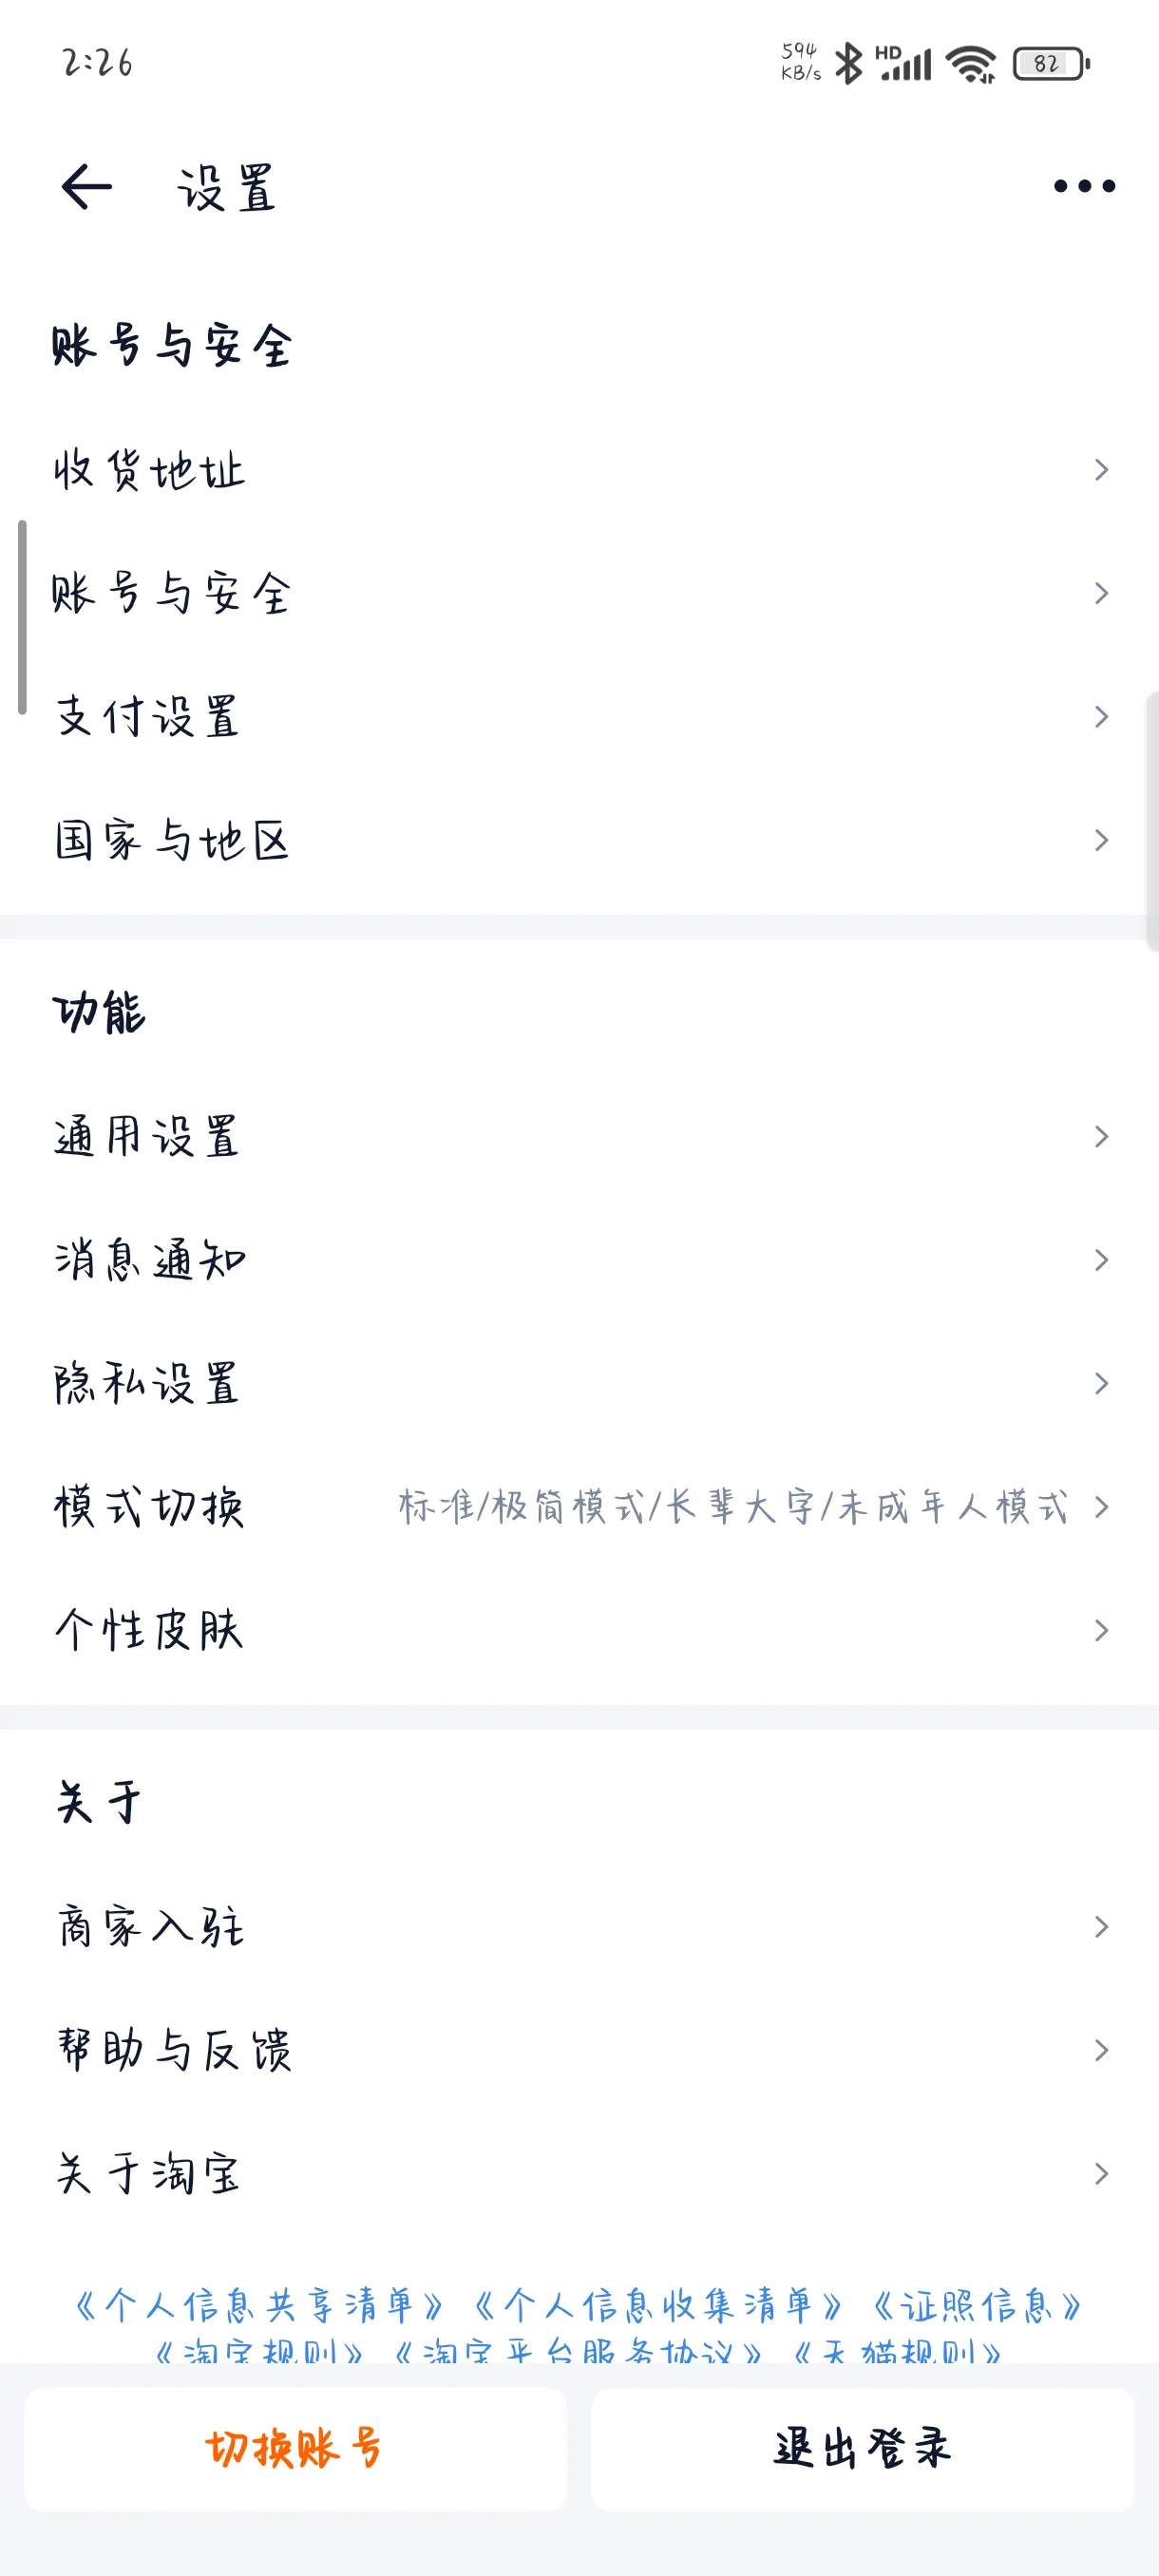 2:26
594 KB/s HD 82
设置
账号与安全
收货地址
账号与安全
支付设置
国家与地区
功能
通用设置
消息通知
隐私设置
模式切换 标准/极简模式/长辈大字/未成年人模式
个性皮肤
关于
商家入驻
帮助与反馈
关于淘宝
《个人信息共享清单》《个人信息收集清单》《证照信息》
《淘宝规则》《淘宝平台服务协议》《天猫规则》
切换账号 退出登录